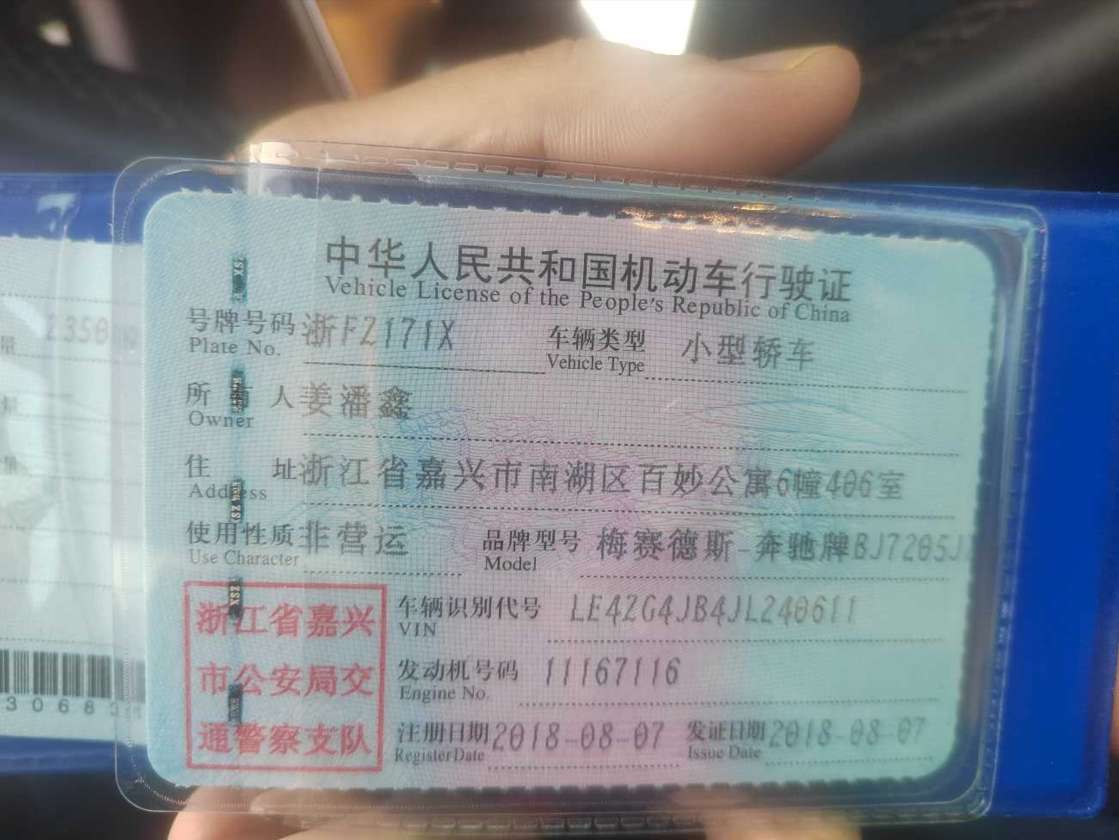 中华人民共和国机动车行驶证
Vehicle License of the People's Republic of China
号牌号码 浙FZ171X 车辆类型 小型轿车
Plate No. Vehicle Type
所有人 姜潘鑫
Owner
住址 浙江省嘉兴市南湖区百妙公寓6幢406室
Address
使用性质 非营运 品牌型号 梅赛德斯-奔驰牌BJ7205J
Use Character Model
浙江省嘉兴
市公安局交
通警察支队
车辆识别代号 LE4ZG4JB4JL240611
VIN
发动机号码 11167116
Engine No.
注册日期 2018-08-07 发证日期 2018-08-07
Register Date Issue Date
量 Z350
3068